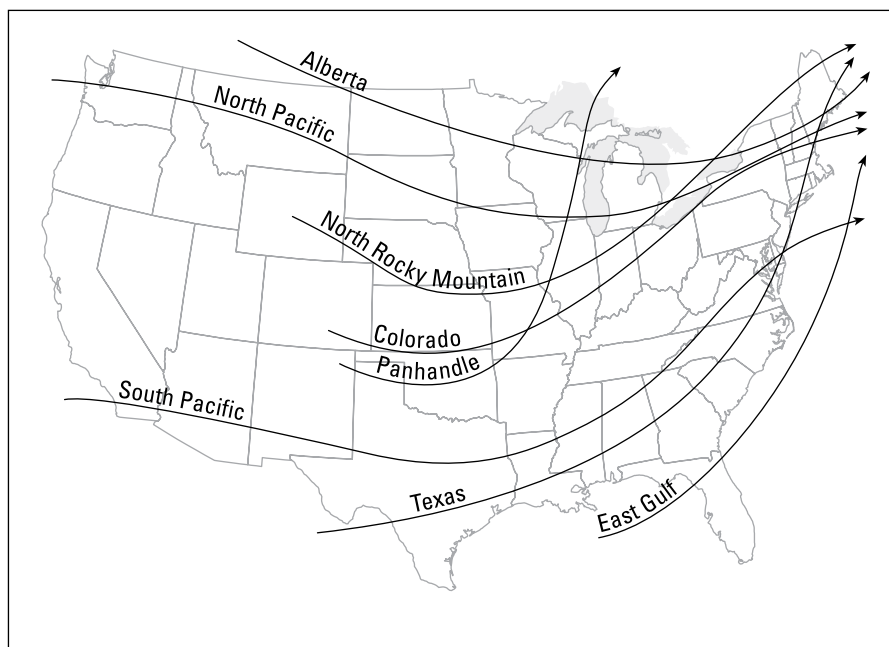 Alberta
North Pacific
North Rocky Mountain
Colorado
Panhandle
South Pacific
Texas
East Gulf